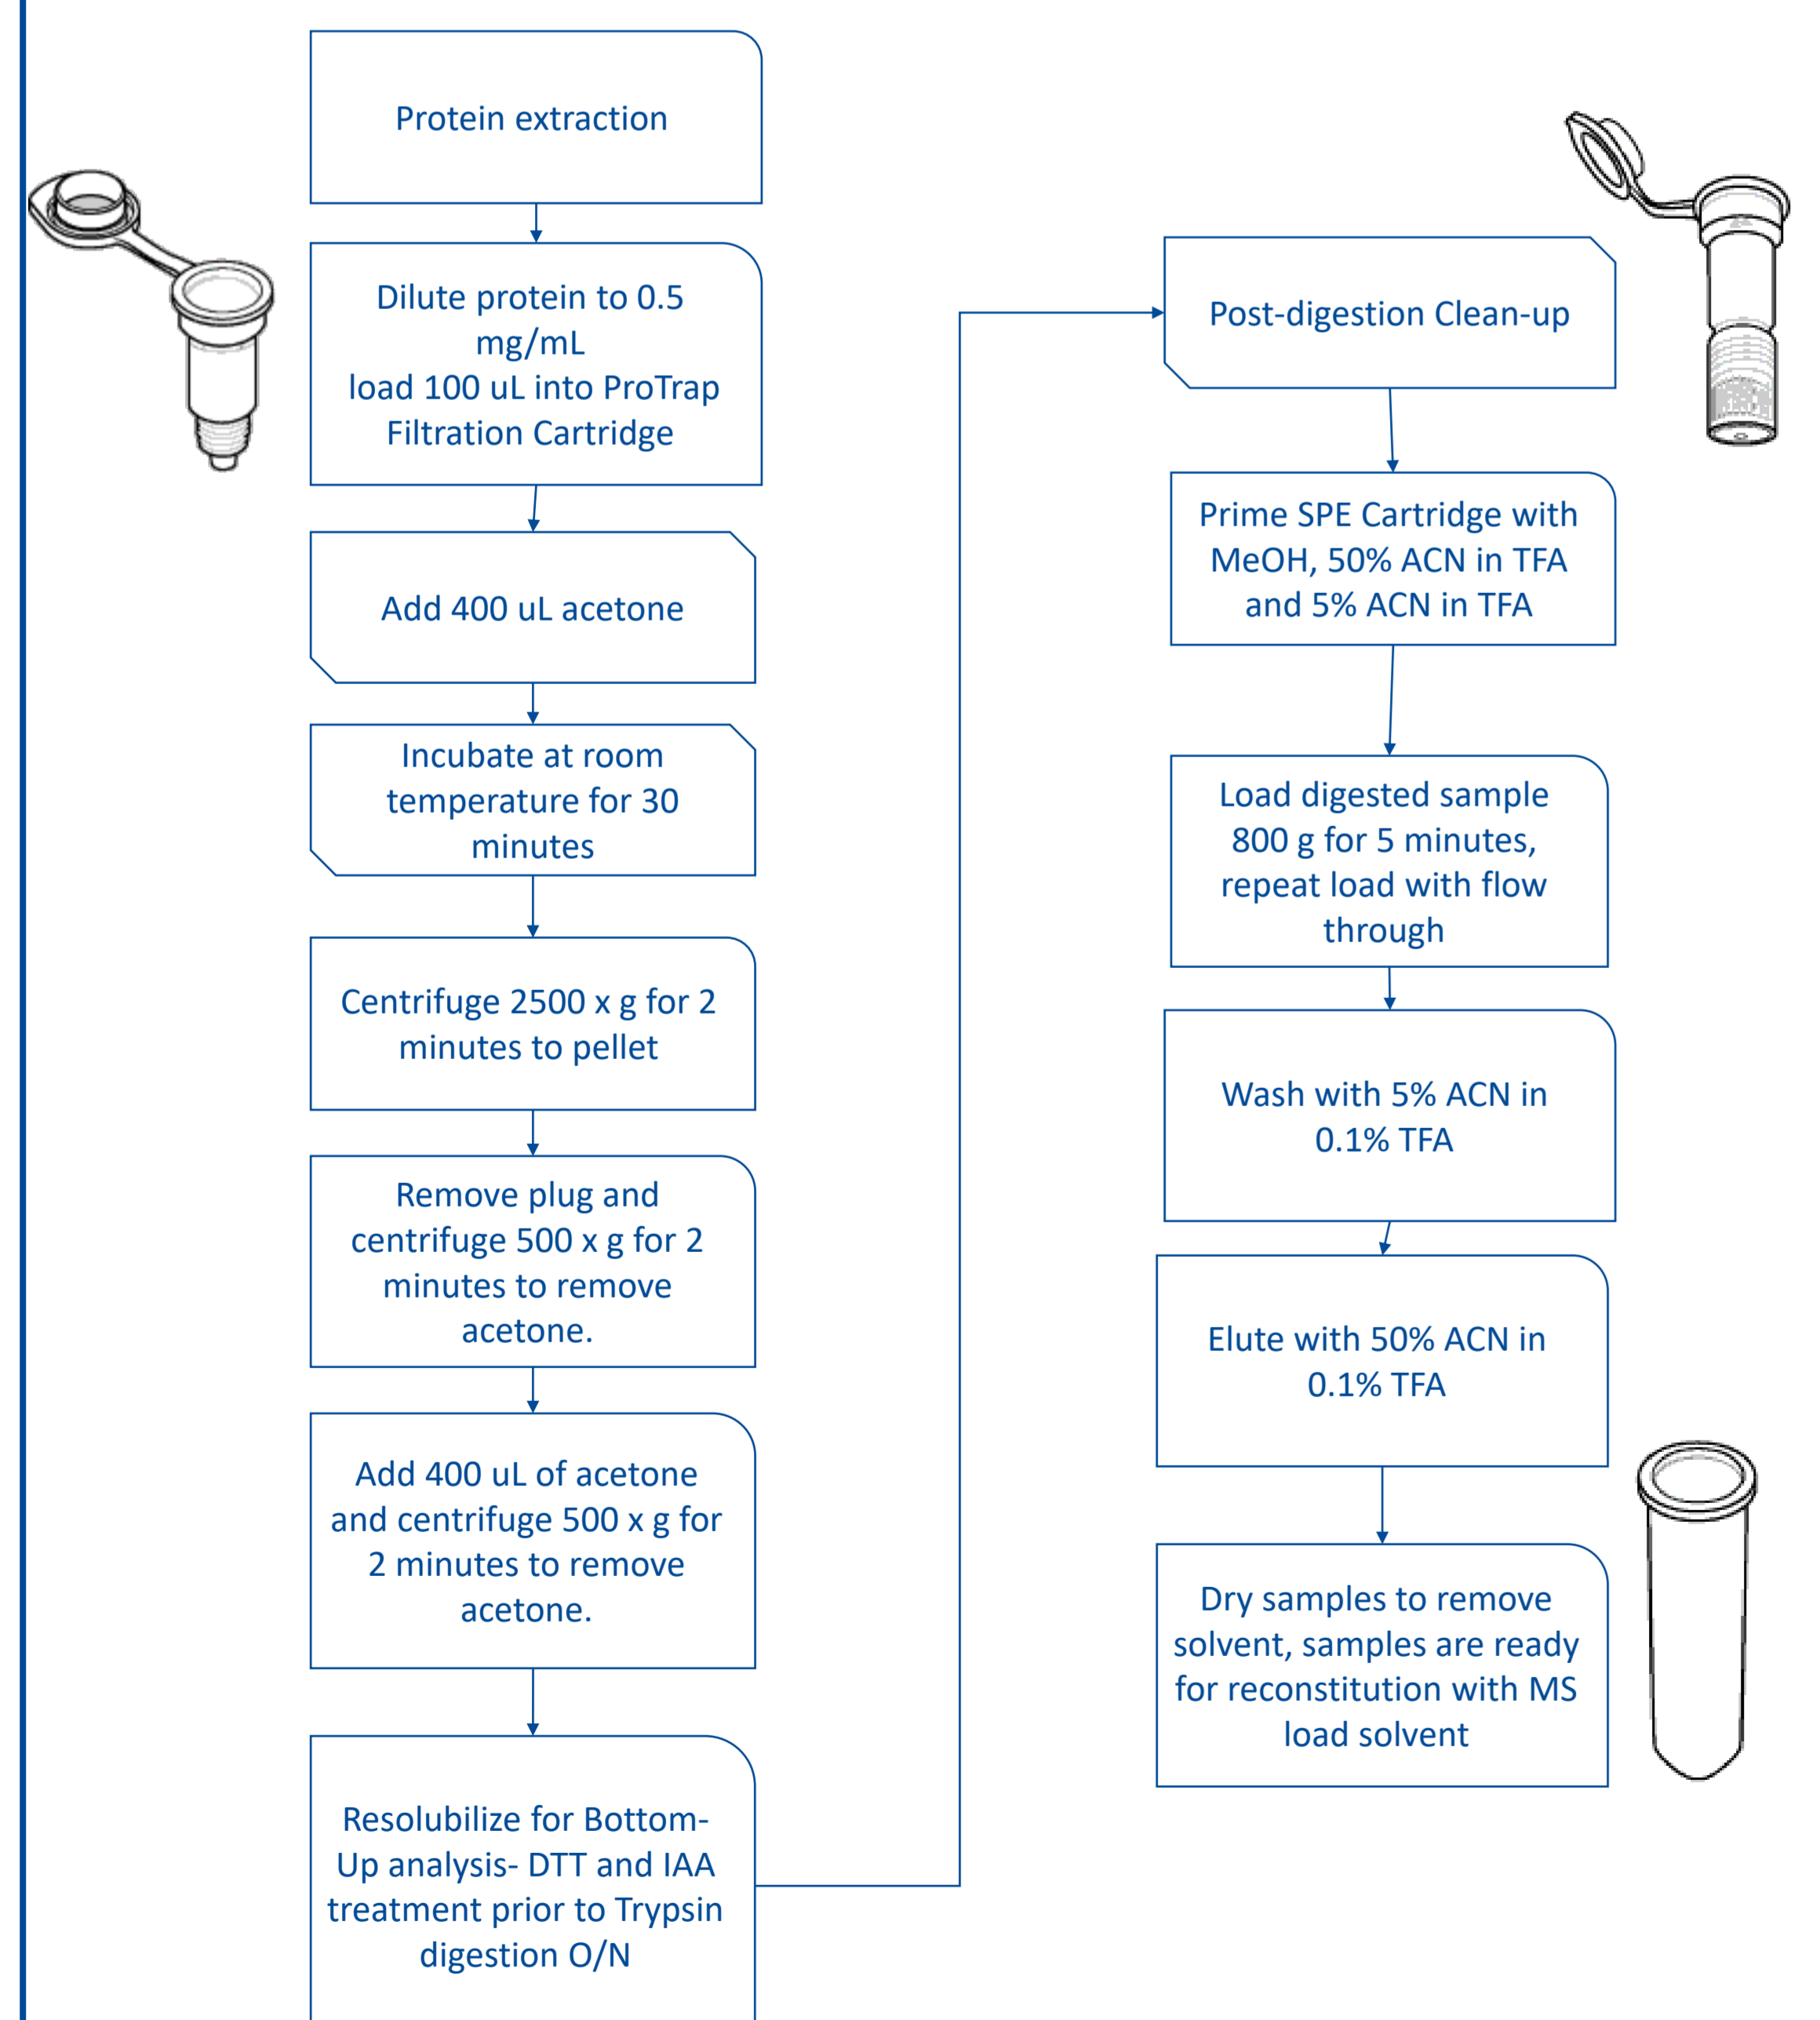 Protein extraction
Dilute protein to 0.5
mg/mL
load 100 uL into ProTrap
Filtration Cartridge
Add 400 uL acetone
Incubate at room
temperature for 30
minutes
Centrifuge 2500 x g for 2
minutes to pellet
Remove plug and
centrifuge 500 x g for 2
minutes to remove
acetone.
Add 400 uL of acetone
and centrifuge 500 x g for
2 minutes to remove
acetone.
Resolubilize for Bottom-
Up analysis- DTT and IAA
treatment prior to Trypsin
digestion O/N
Post-digestion Clean-up
Prime SPE Cartridge with
MeOH, 50% ACN in TFA
and 5% ACN in TFA
Load digested sample
800 g for 5 minutes,
repeat load with flow
through
Wash with 5% ACN in
0.1% TFA
Elute with 50% ACN in
0.1% TFA
Dry samples to remove
solvent, samples are ready
for reconstitution with MS
load solvent